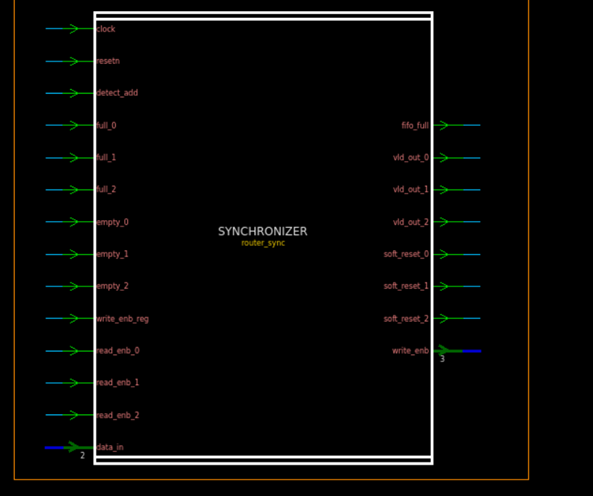 clock
resetn
detect_add
full_0
full_1
full_2
empty_0
empty_1
empty_2
write_enb_reg
read_enb_0
read_enb_1
read_enb_2
data_in
2
SYNCHRONIZER
router_sync
fifo_full
vld_out_0
vld_out_1
vld_out_2
soft_reset_0
soft_reset_1
soft_reset_2
write_enb
3